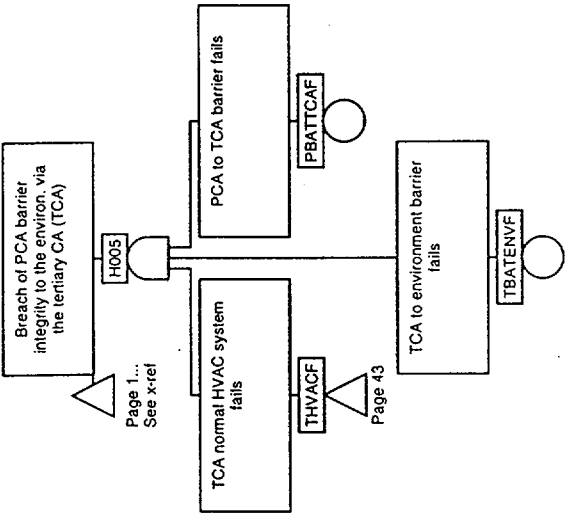 Breach of PCA barrier
integrity to the environ. via
the tertiary CA (TCA)
H005
Page 1...
See x-ref
TCA normal HVAC system
fails
THVACF
Page 43
PCA to TCA barrier fails
PBATTCAF
TCA to environment barrier
fails
TBATENVF